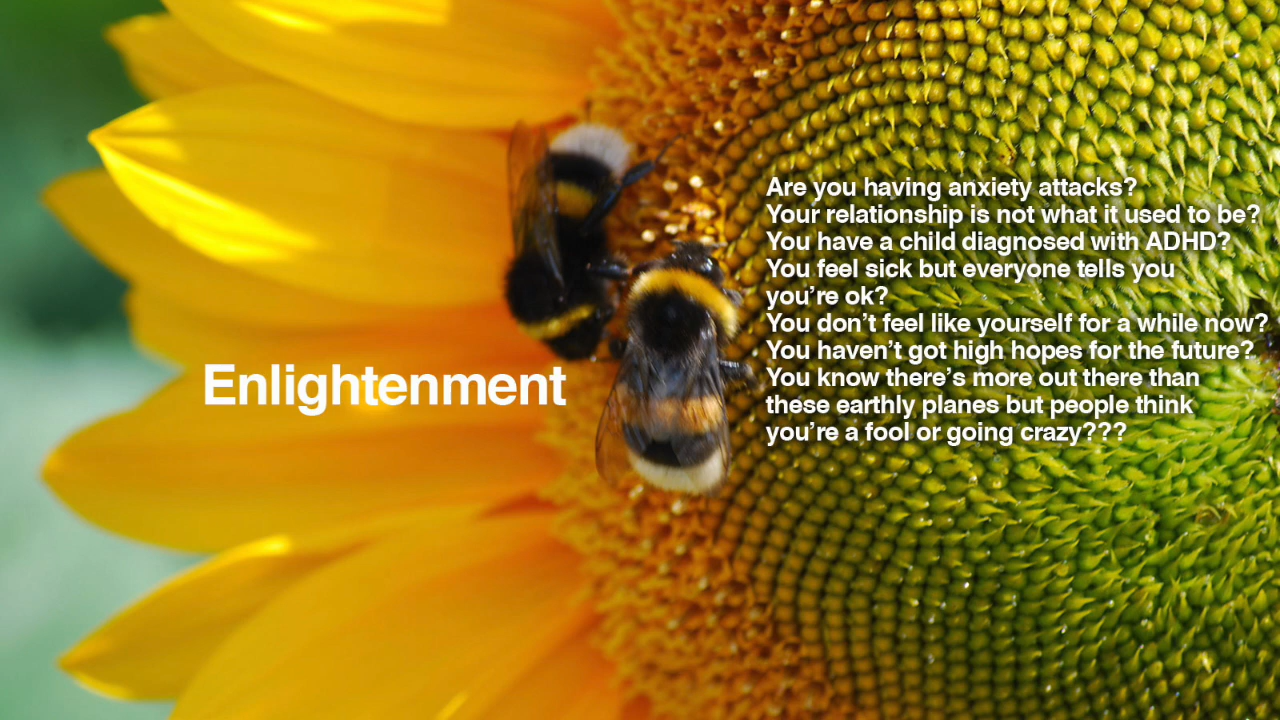 Enlightenment
Are you having anxiety attacks?
Your relationship is not what it used to be?
You have a child diagnosed with ADHD?
You feel sick but everyone tells you
you’re ok?
You don’t feel like yourself for a while now?
You haven’t got high hopes for the future?
You know there’s more out there than
these earthly planes but people think
you’re a fool or going crazy???